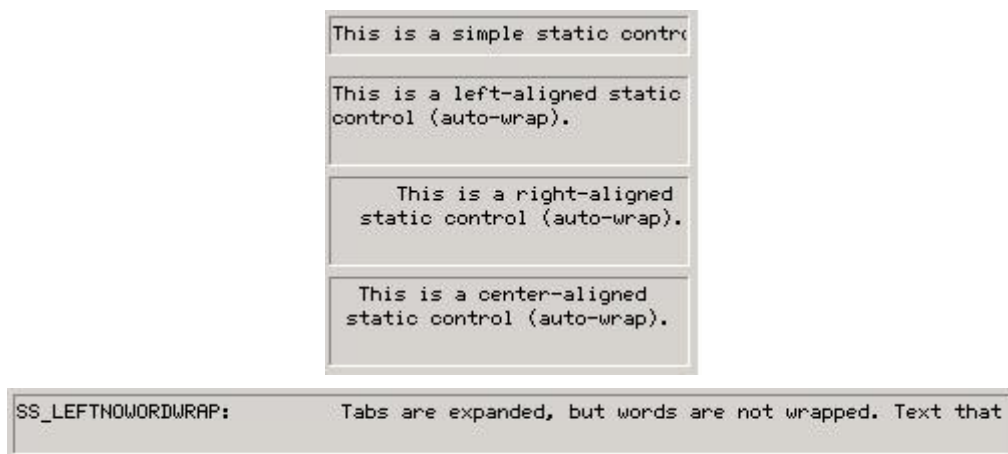 This is a simple static contro
This is a left-aligned static
control (auto-wrap).
This is a right-aligned
static control (auto-wrap).
This is a center-aligned
static control (auto-wrap).
SS_LEFTNOWORDWRAP: Tabs are expanded, but words are not wrapped. Text that